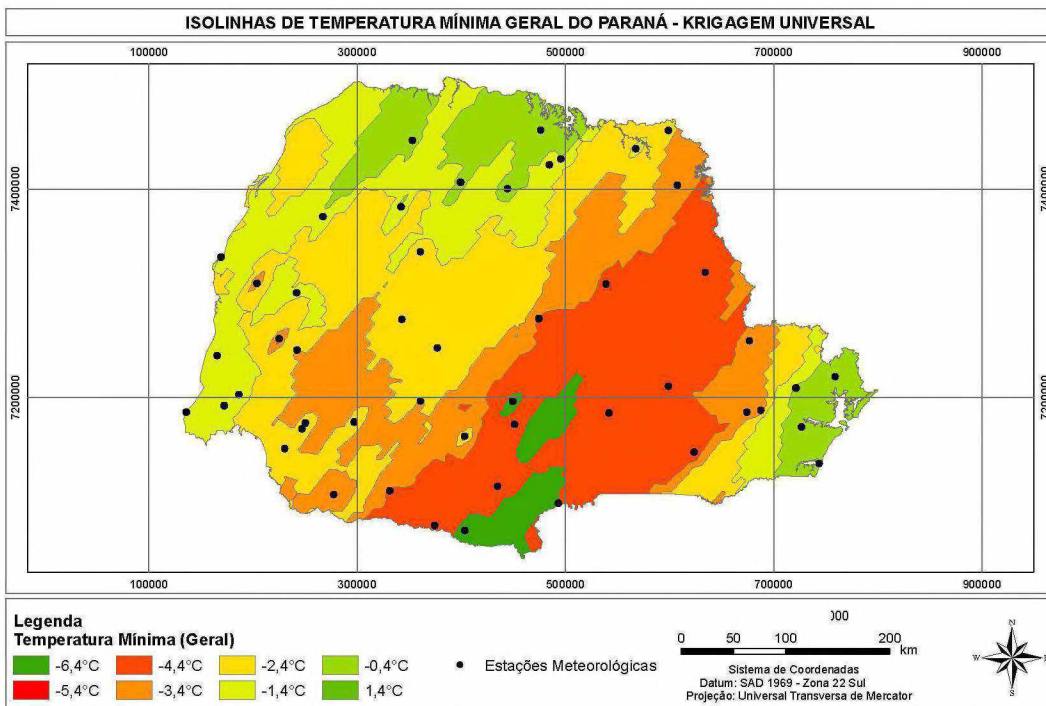 ISOLINHAS DE TEMPERATURA MÍNIMA GERAL DO PARANÁ - KRIGAGEM UNIVERSAL
100000 300000 500000 700000 900000
7400000 7400000
7200000 7200000
100000 300000 500000 700000 900000
Legenda
Temperatura Mínima (Geral)
-6,4°C -4,4°C -2,4°C -0,4°C
-5,4°C -3,4°C -1,4°C 1,4°C
Estações Meteorológicas
000
0 50 100 200
km
Sistema de Coordenadas
Datum: SAD 1969 - Zona 22 Sul
Projeção: Universal Transversa de Mercator
N
W E
S